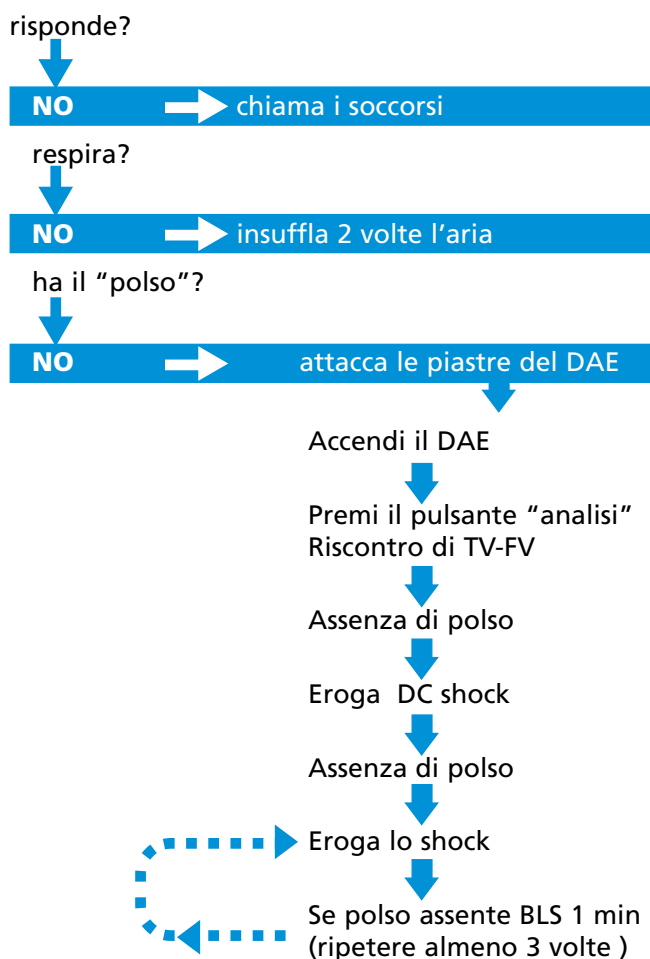 risponde?
NO chiama i soccorsi
respira?
NO insuffla 2 volte l’aria
ha il “polso”?
NO attacca le piastre del DAE
Accendi il DAE
Premi il pulsante “analisi”
Riscontro di TV-FV
Assenza di polso
Eroga DC shock
Assenza di polso
Eroga lo shock
Se polso assente BLS 1 min
(ripetere almeno 3 volte )